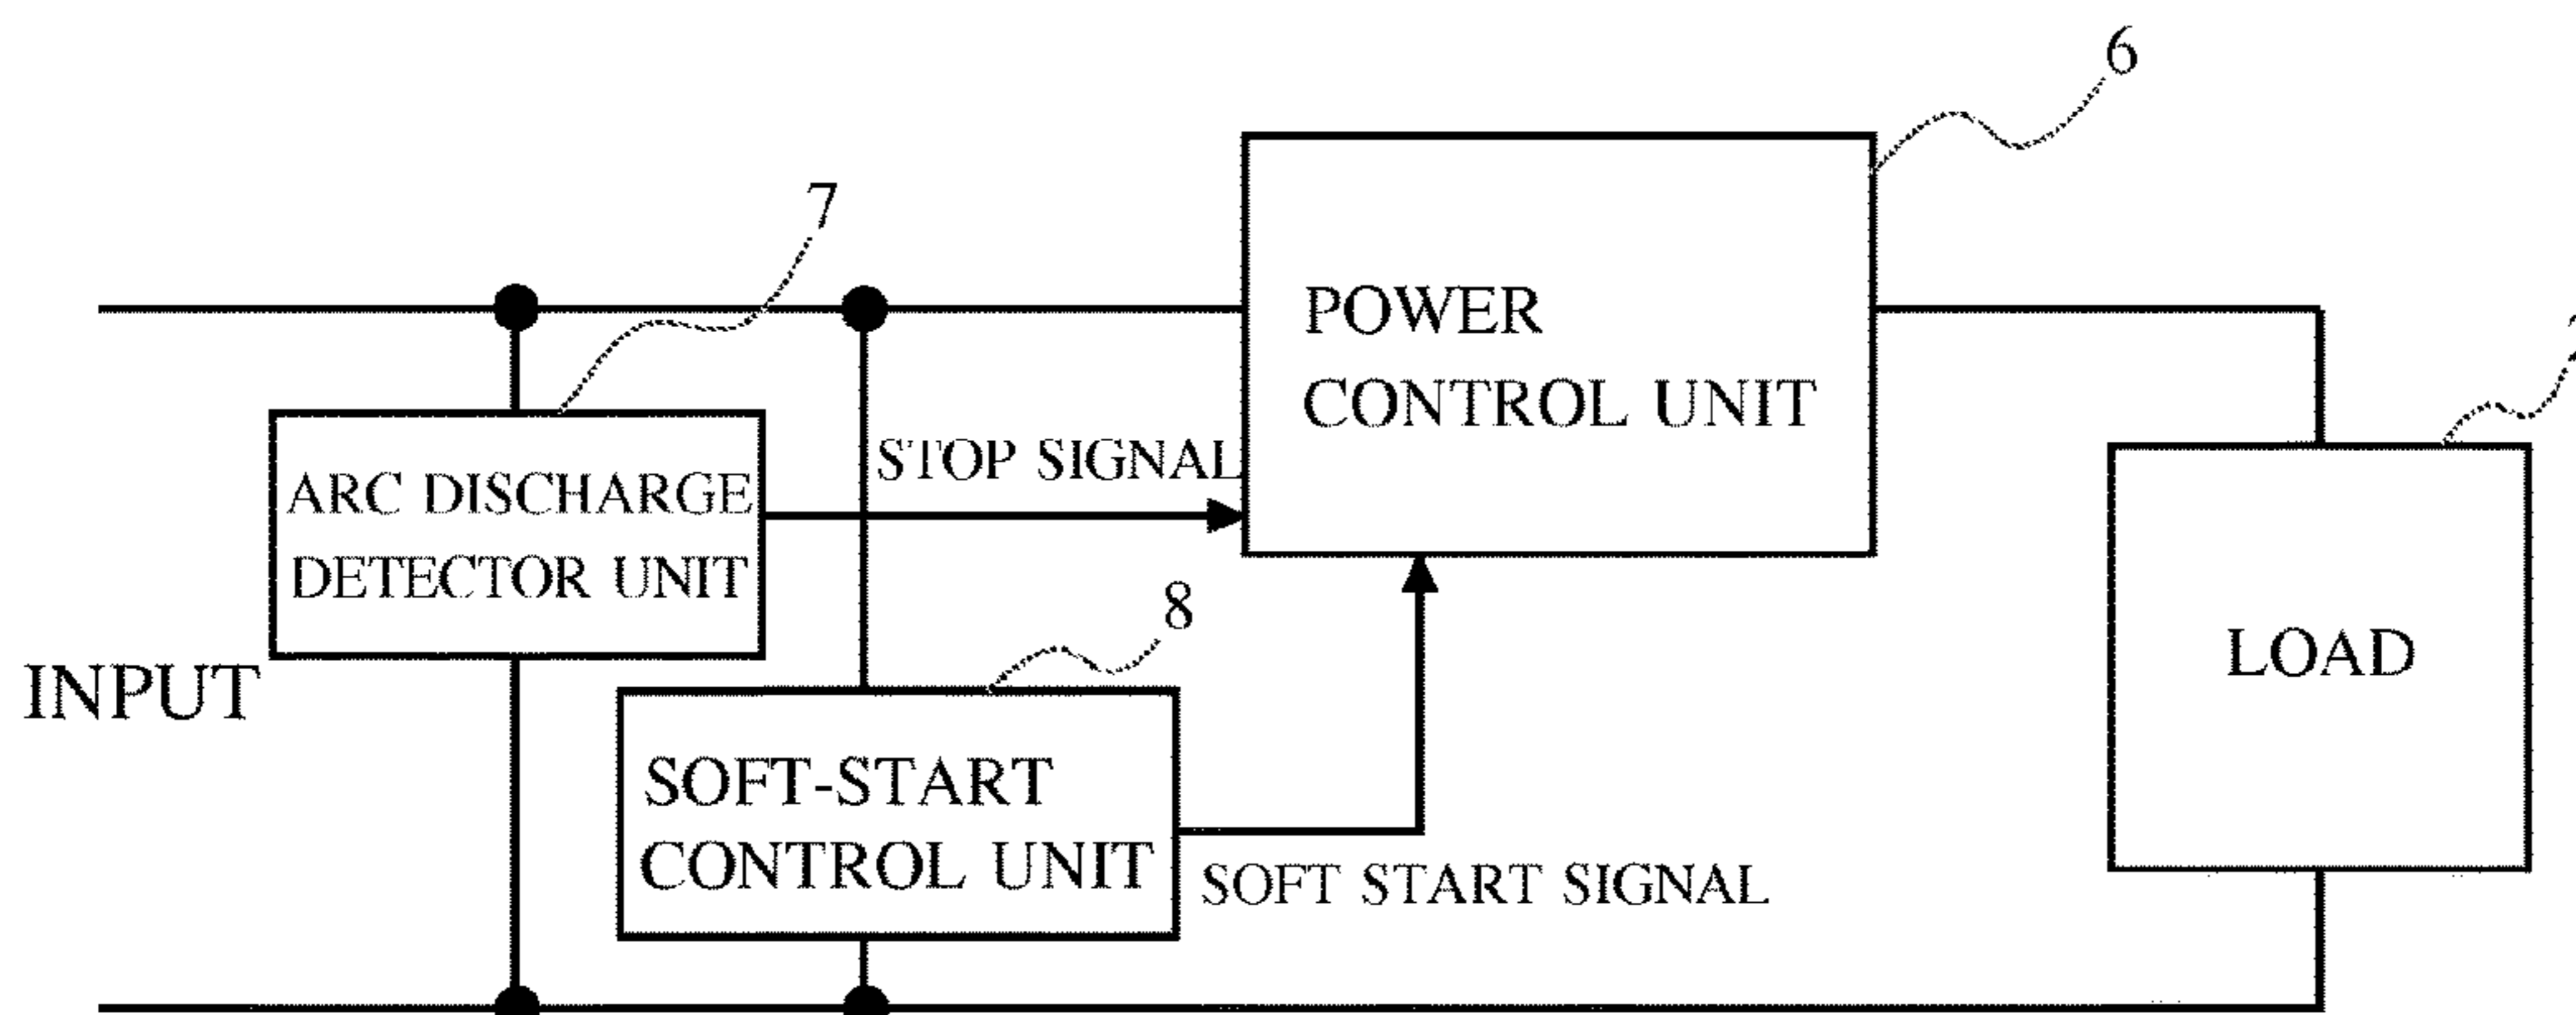 6
7
POWER
CONTROL UNIT
STOP SIGNAL
ARC DISCHARGE
DETECTOR UNIT
8
INPUT
LOAD
SOFT-START
CONTROL UNIT
SOFT START SIGNAL